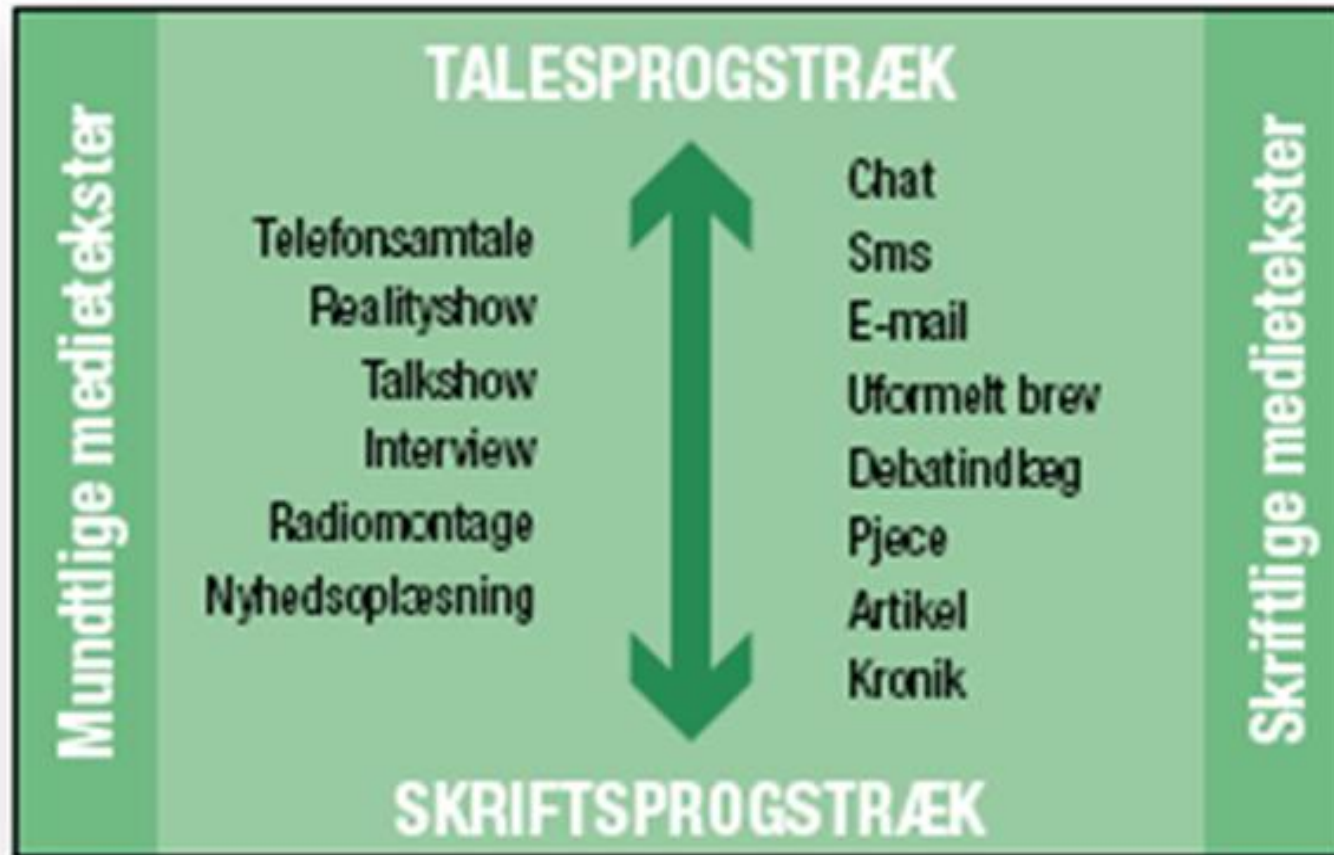 TALESPROGSTRÆK
Mundtlige medietekster
Telefonsamtale
Realityshow
Talkshow
Interview
Radiomontage
Nyhedsoplæsning
Chat
Sms
E-mail
Uformelt brev
Debatindlæg
Pjece
Artikel
Kronik
Skriftlige medietekster
SKRIFTSPROGSTRÆK